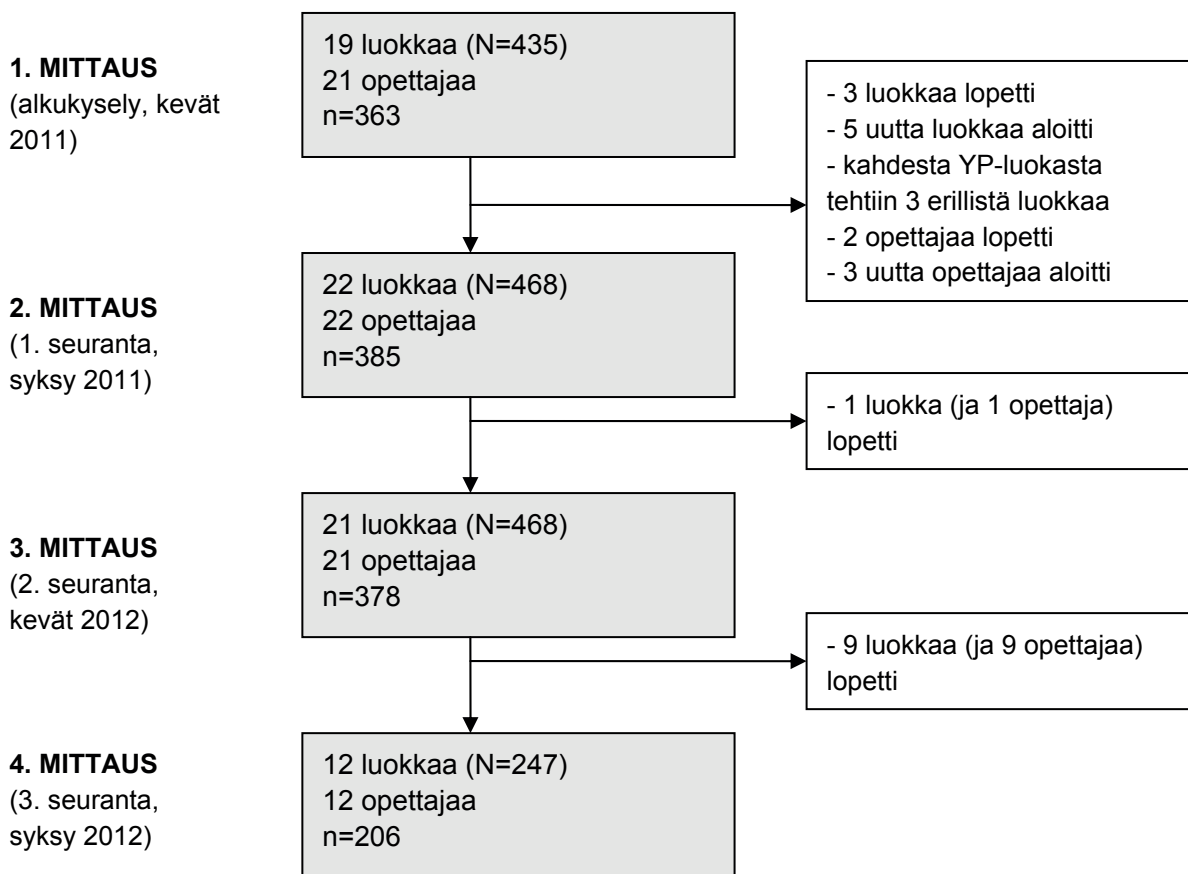 1. MITTAUS
(alkukysely, kevät
2011)
19 luokkaa (N=435)
21 opettajaa
n=363
- 3 luokkaa lopetti
- 5 uutta luokkaa aloitti
- kahdesta YP-luokasta
tehtiin 3 erillistä luokkaa
- 2 opettajaa lopetti
- 3 uutta opettajaa aloitti
2. MITTAUS
(1. seuranta,
syksy 2011)
22 luokkaa (N=468)
22 opettajaa
n=385
- 1 luokka (ja 1 opettaja)
lopetti
3. MITTAUS
(2. seuranta,
kevät 2012)
21 luokkaa (N=468)
21 opettajaa
n=378
- 9 luokkaa (ja 9 opettajaa)
lopetti
4. MITTAUS
(3. seuranta,
syksy 2012)
12 luokkaa (N=247)
12 opettajaa
n=206